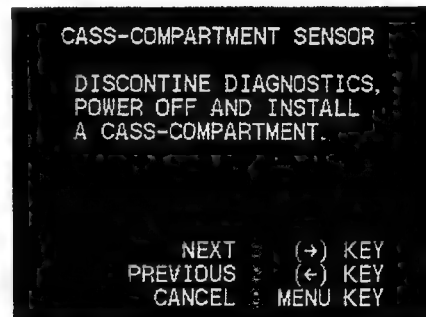 CASS-COMPARTMENT SENSOR
DISCONTINE DIAGNOSTICS,
POWER OFF AND INSTALL
A CASS-COMPARTMENT.
NEXT : (→) KEY
PREVIOUS : (←) KEY
CANCEL : MENU KEY